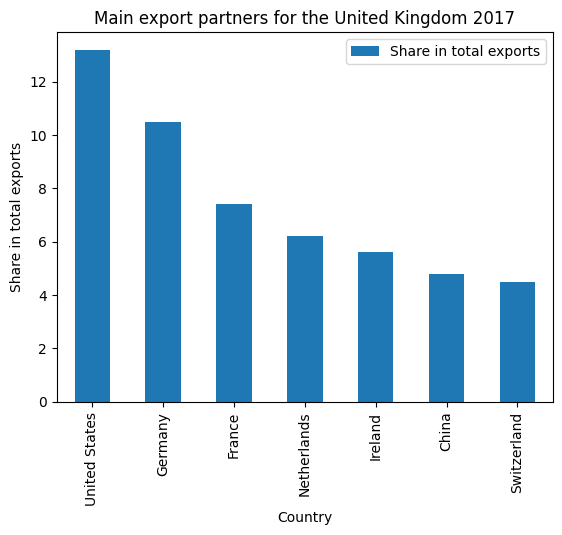 Main export partners for the United Kingdom 2017
Share in total exports
Share in total exports
12
10
8
6
4
2
0
United States
Germany
France
Netherlands
Ireland
China
Switzerland
Country